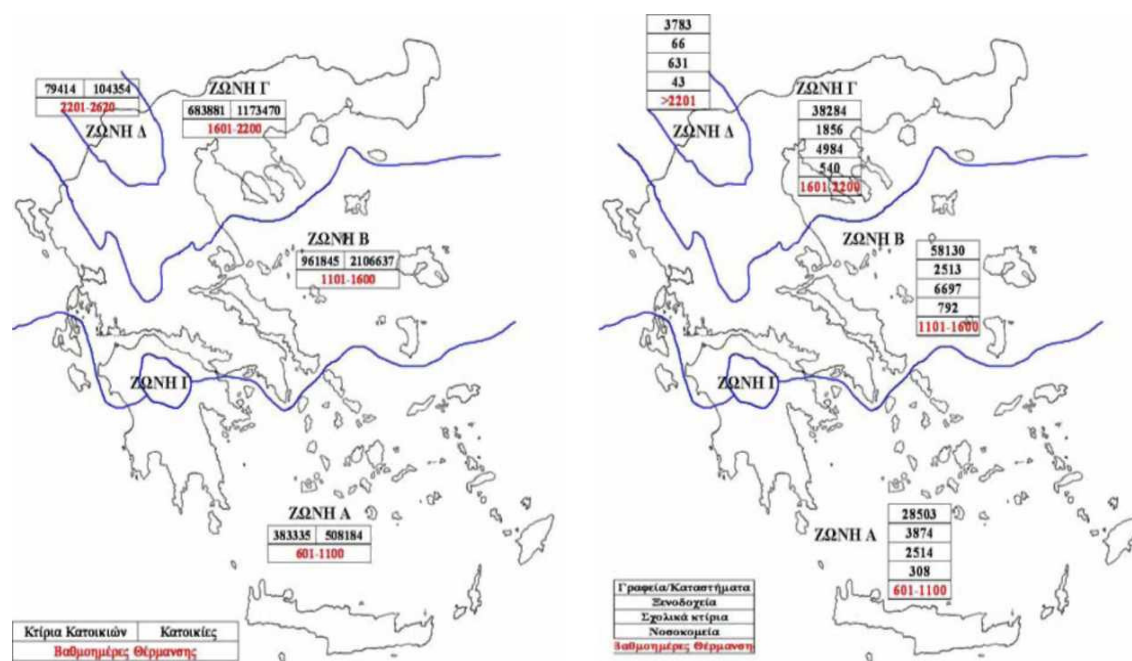 79414 104354
2201-2620
ΖΩΝΗ Δ
ΖΩΝΗ Γ
683881 1173470
1601-2200
ΖΩΝΗ Β
961845 2106637
1101-1600
ΖΩΝΗ Γ
ΖΩΝΗ Α
383335 508184
601-1100
Κτίρια Κατοικιών Κατοικίες
Βαθμοημέρες Θέρμανσης
3783
66
631
43
>2201
ΖΩΝΗ Δ
ΖΩΝΗ Γ
38284
1856
4984
540
1601-2200
ΖΩΝΗ Β
58130
2513
6697
792
1101-1600
ΖΩΝΗ Γ
ΖΩΝΗ Α
28503
3874
2514
308
601-1100
Γραφεία/Καταστήματα
Ξενοδοχεία
Σχολικά κτίρια
Νοσοκομεία
Βαθμοημέρες Θέρμανση